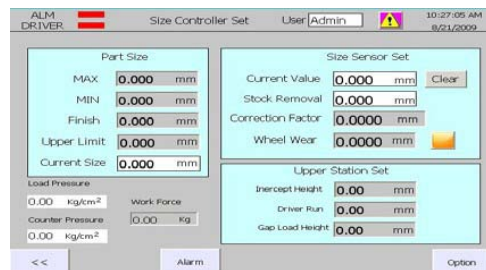 ALM
DRIVER
Size Controller Set
User Admin
10:27:05 AM
8/21/2009
Part Size
MAX 0.000 mm
MIN 0.000 mm
Finish 0.000 mm
Upper Limit 0.000 mm
Current Size 0.000 mm
Size Sensor Set
Current Value 0.000 mm Clear
Stock Removal 0.000 mm
Correction Factor 0.0000 mm
Wheel Wear 0.0000 mm
Upper Station Set
Inercept Height 0.00 mm
Driver Run 0.00 mm
Gap Load Height 0.00 mm
Load Pressure
0.00 Kg/cm²
Counter Pressure
0.00 Kg/cm²
Work Force
0.00 Kg
<< Alarm Option